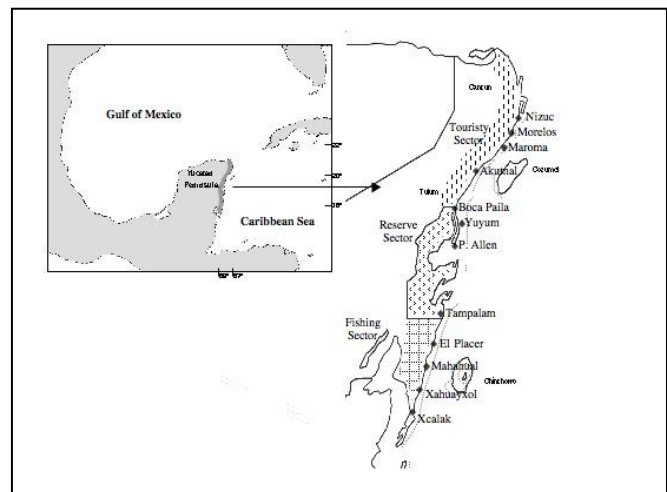 Gulf of Mexico
Yucatan
Peninsula
Caribbean Sea
Cancun
Nizuc
Morelos
Touristy
Sector
Maroma
Akumal
Cozumel
Tulum
Boca Paila
Reserve
Sector
Yuyum
P. Allen
Tampalam
Fishing
Sector
El Placer
Mahahual
Chinchorro
Xahuayxol
Xcalak